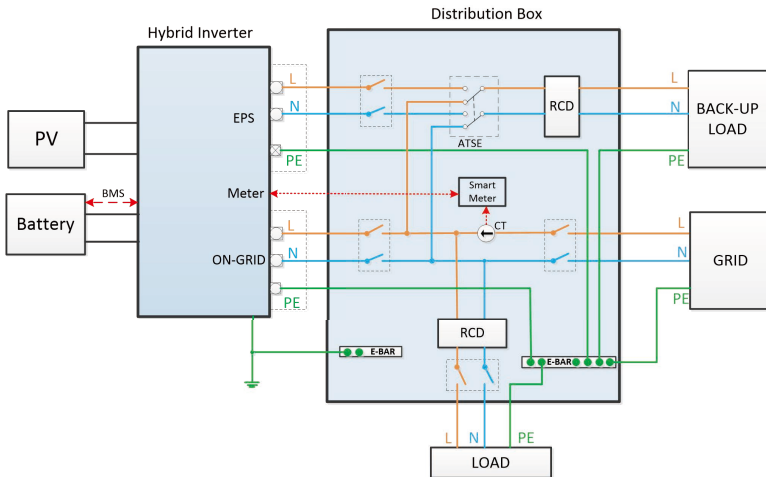 Distribution Box
Hybrid Inverter
L
N
EPS
PE
ATSE
RCD
L
N
PE
BACK-UP
LOAD
PV
BMS
Battery
Meter
Smart
Meter
CT
L
N
ON-GRID
PE
L
N
PE
GRID
RCD
E-BAR
E-BAR
L
N
PE
LOAD